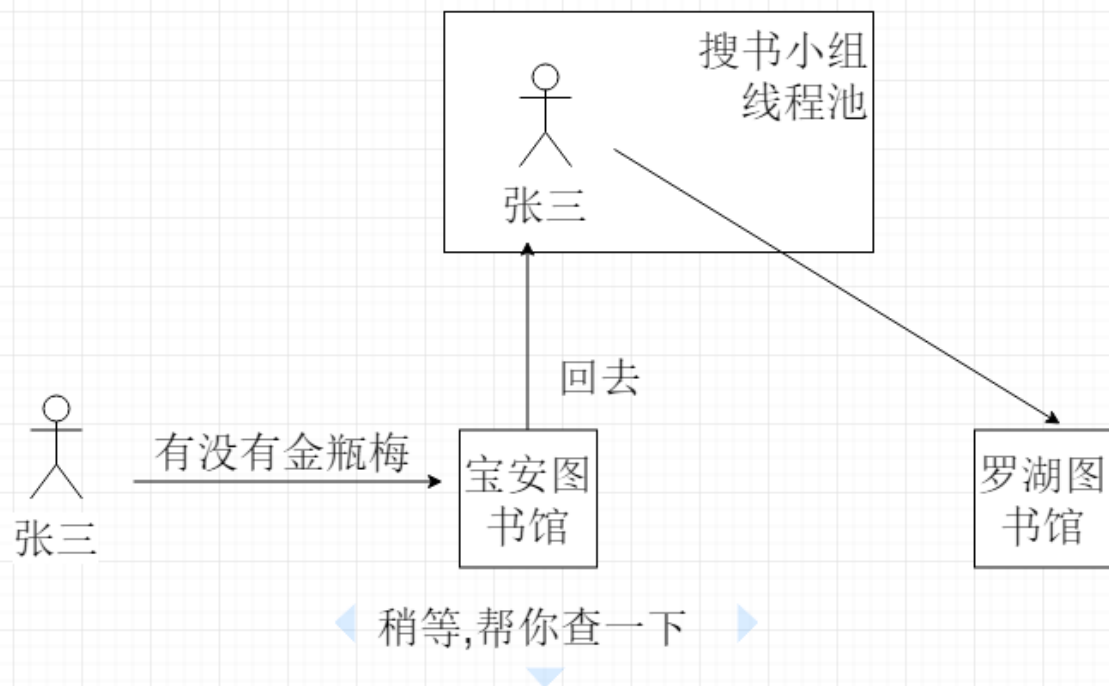 搜书小组
线程池
张三
回去
有没有金瓶梅
张三
宝安图
书馆
罗湖图
书馆
稍等,帮你查一下